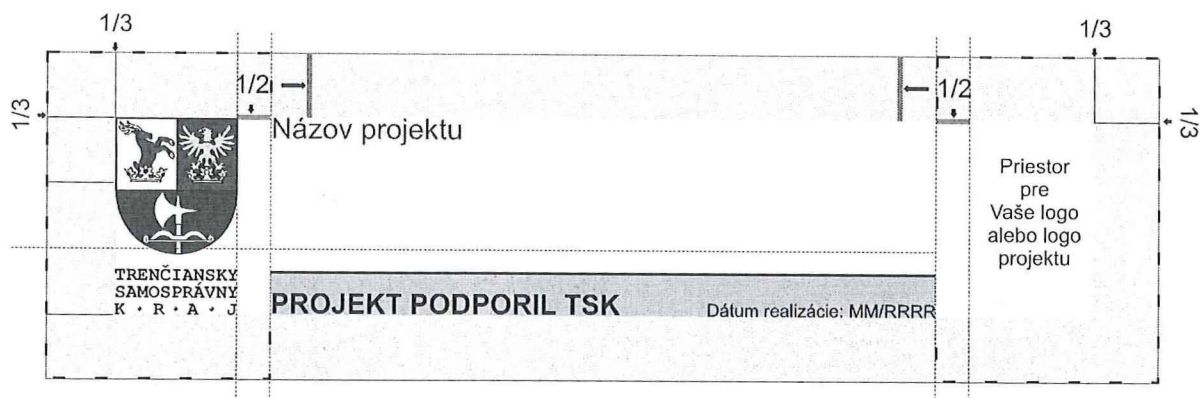 1/3
1/3
1/2
1/2
1/3
1/3
Názov projektu
Priestor
pre
Vaše logo
alebo logo
projektu
TRENČIANSKY
SAMOSPRÁVNY
K · R · A · J
PROJEKT PODPORIL TSK
Dátum realizácie: MM/RRRR